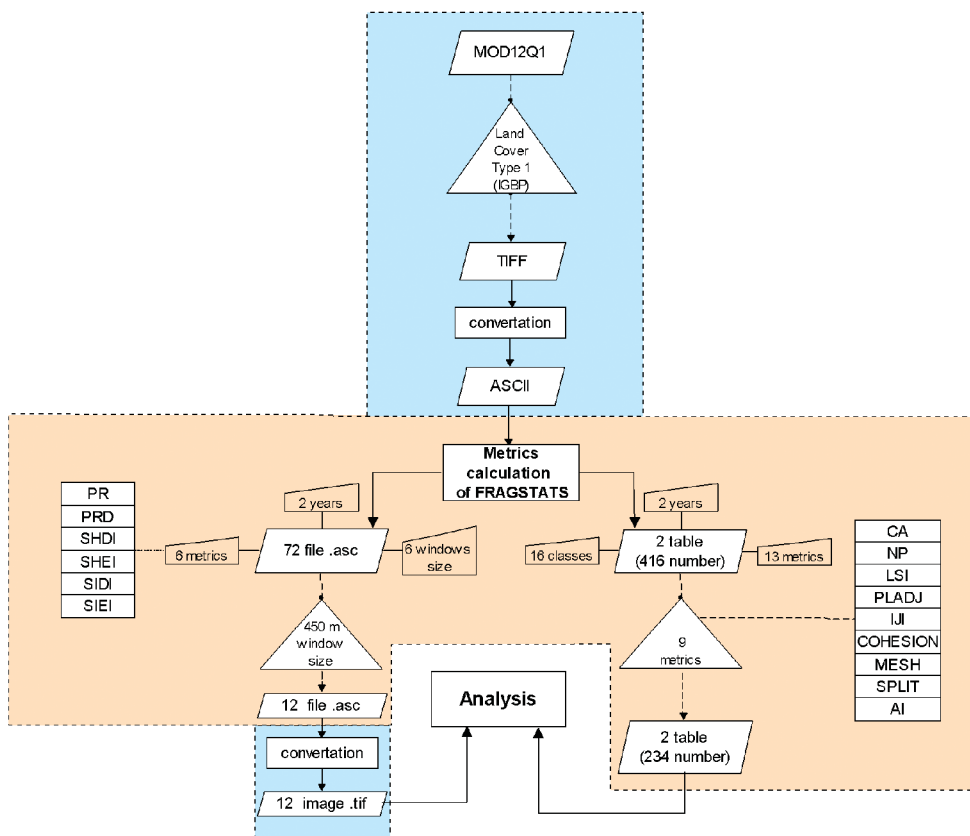 MOD12Q1
Land
Cover
Type 1
(IGBP)
TIFF
convertation
ASCII
Metrics
calculation
of FRAGSTATS
PR
PRD
SHDI
SHEI
SIDI
SIEI
6 metrics
2 years
72 file .asc
6 windows
size
450 m
window
size
12 file .asc
convertation
12 image .tif
Analysis
2 years
16 classes
2 table
(416 number)
13 metrics
9
metrics
2 table
(234 number)
CA
NP
LSI
PLADJ
IJI
COHESION
MESH
SPLIT
AI